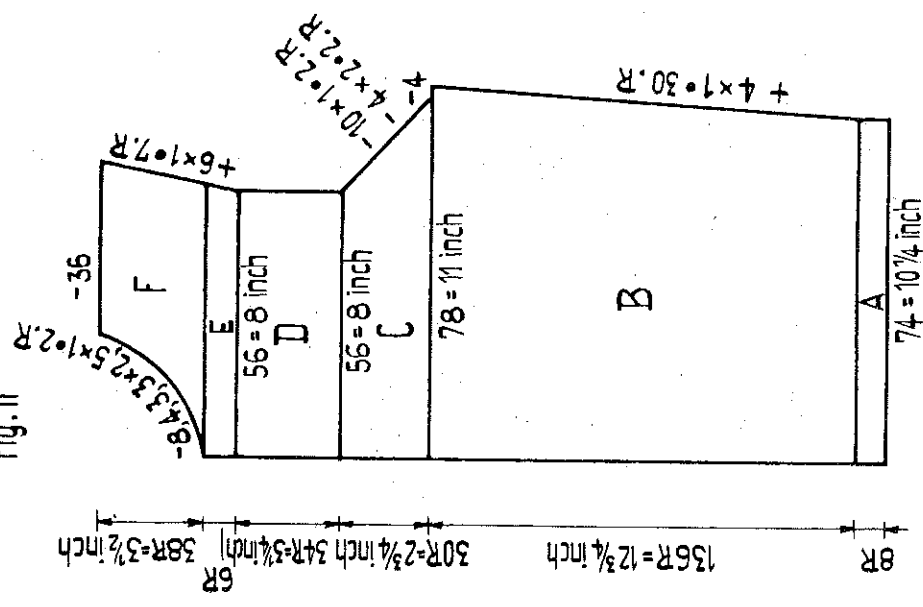 Fig. 11
-8,4,3,3×2,5×1•2.R
-36
+6×1•7.R
F
E
56 = 8 inch
D
56 = 8 inch
C
-10×1•2.R
-4×2•2.R
-4
78 = 11 inch
B
+4×1•30.R
A
74 = 10¼ inch
38R=3½ inch
6R
34R=3¼ inch
30R=2¾ inch
136R=12¾ inch
8R